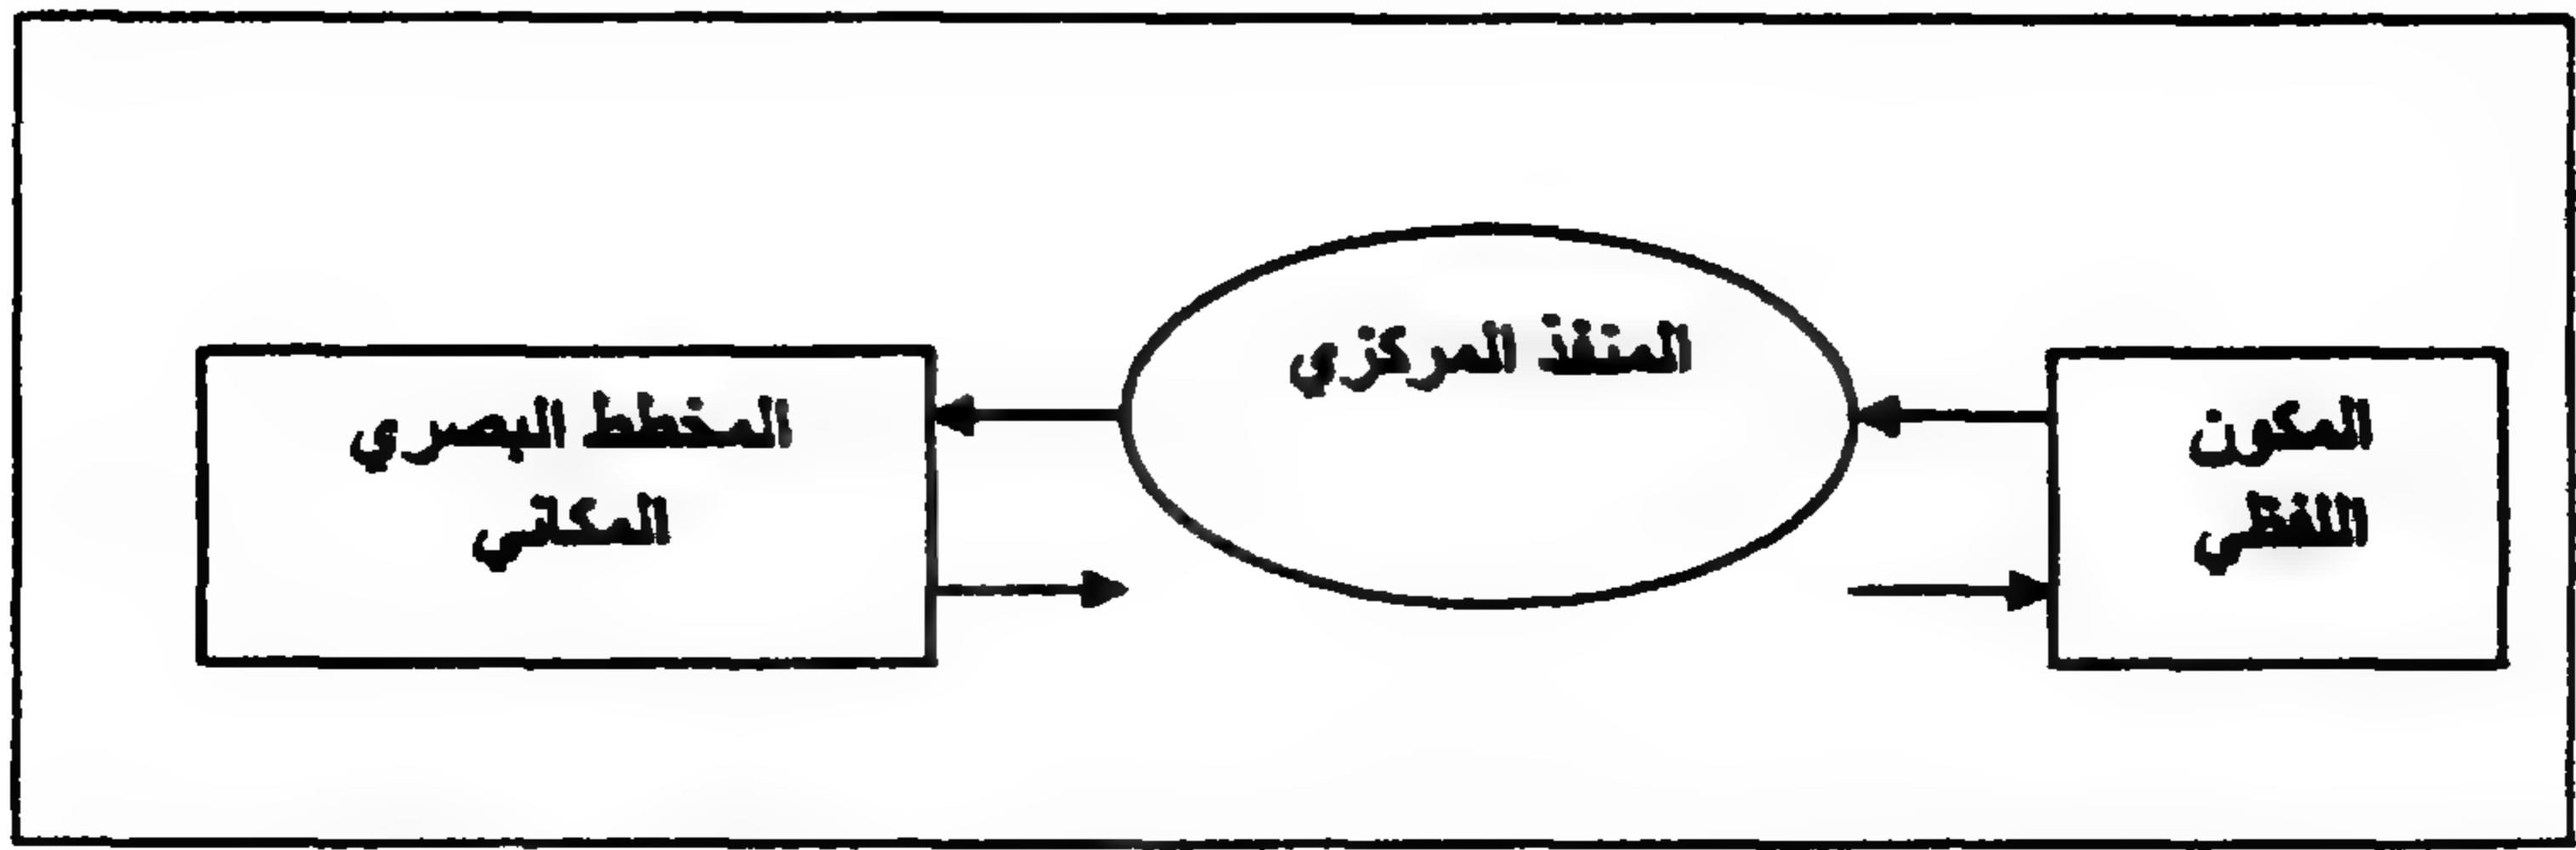 المكون
اللفظي
المنفذ المركزي
المخطط البصري
المكاني